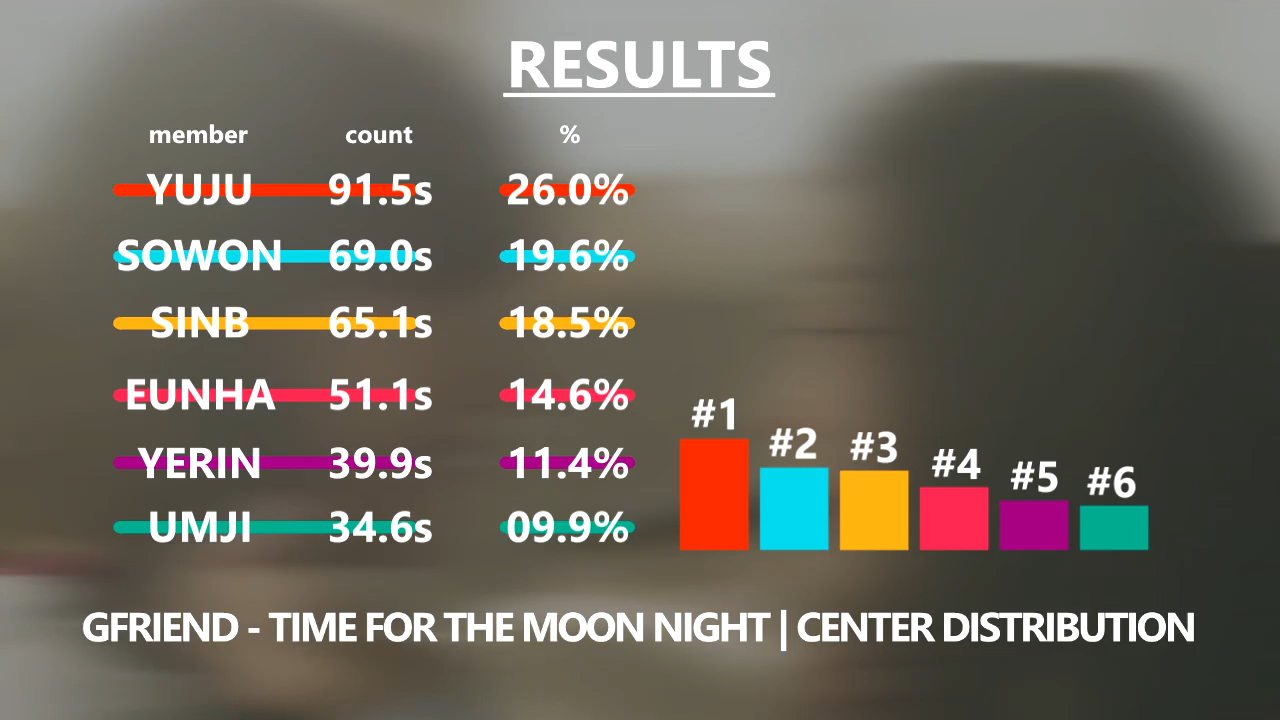 RESULTS
member count %
YUJU 91.5s 26.0%
SOWON 69.0s 19.6%
SINB 65.1s 18.5%
EUNHA 51.1s 14.6%
YERIN 39.9s 11.4%
UMJI 34.6s 09.9%
#1 #2 #3 #4 #5 #6
GFRIEND - TIME FOR THE MOON NIGHT | CENTER DISTRIBUTION